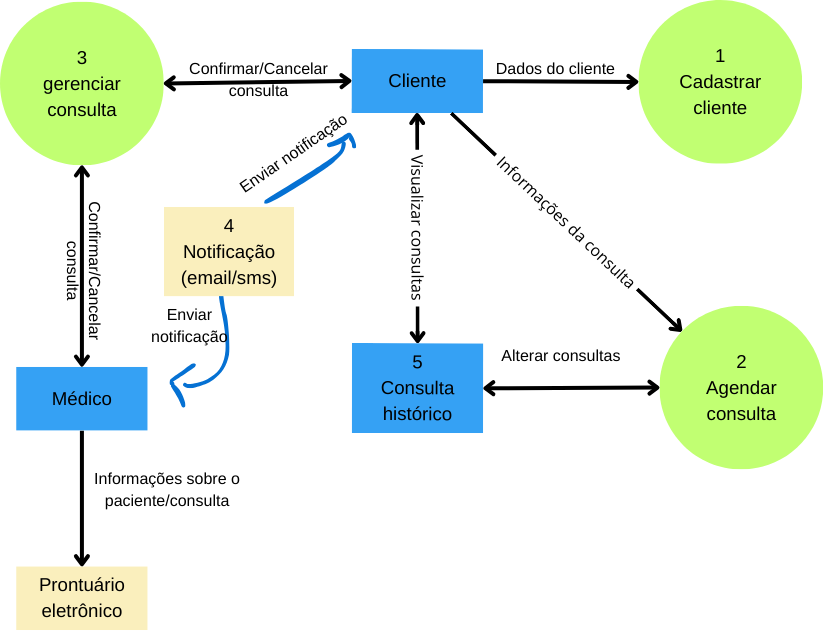 3
gerenciar
consulta
Confirmar/Cancelar
consulta
Cliente
Dados do cliente
1
Cadastrar
cliente
Enviar notificação
Visualizar consultas
Informações da consulta
Confirmar/Cancelar
consulta
4
Notificação
(email/sms)
Enviar
notificação
Médico
5
Consulta
histórico
Alterar consultas
2
Agendar
consulta
Informações sobre o
paciente/consulta
Prontuário
eletrônico